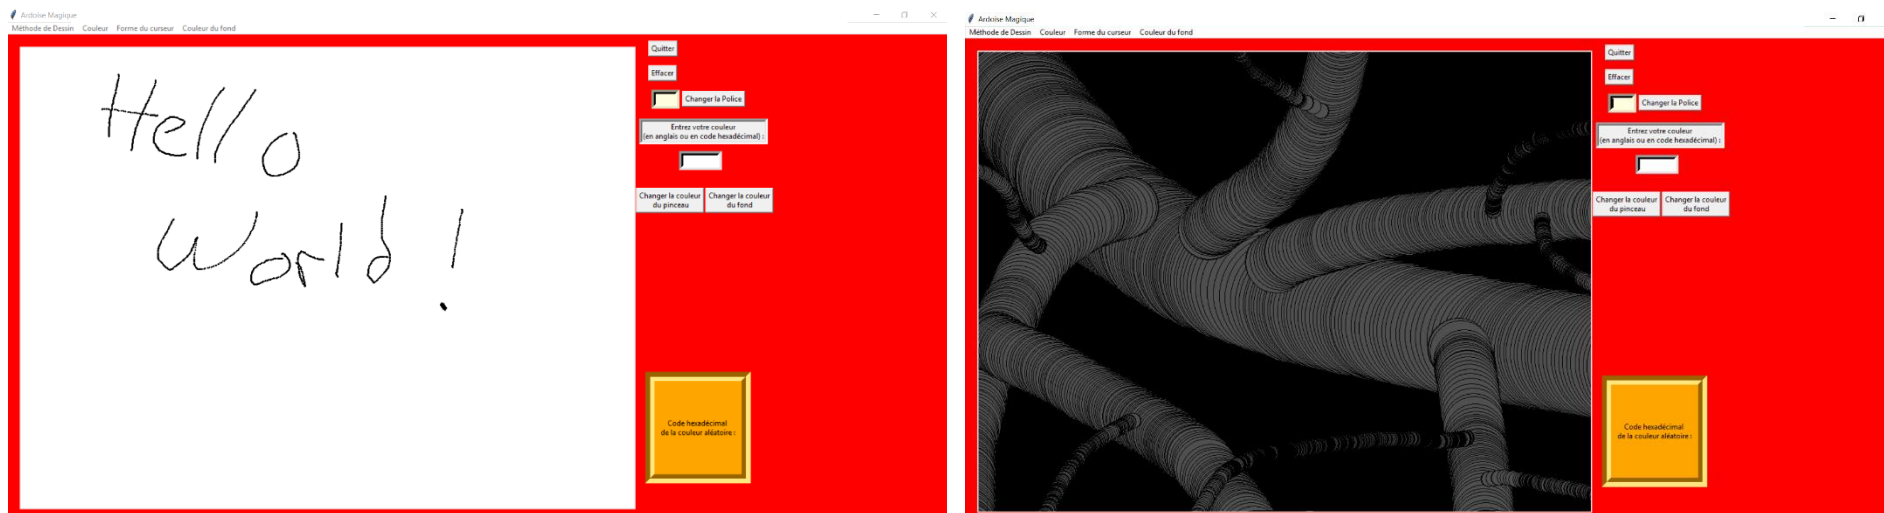 Ardoise Magique
Méthode de Dessin Couleur Forme du curseur Couleur du fond
Hello
World!
Quitter
Effacer
Changer la Police
Entrez votre couleur
(en anglais ou en code hexadécimal) :
Changer la couleur
du pinceau
Changer la couleur
du fond
Code hexadécimal
de la couleur aléatoire :
Ardoise Magique
Méthode de Dessin Couleur Forme du curseur Couleur du fond
Quitter
Effacer
Changer la Police
Entrez votre couleur
(en anglais ou en code hexadécimal) :
Changer la couleur
du pinceau
Changer la couleur
du fond
Code hexadécimal
de la couleur aléatoire :